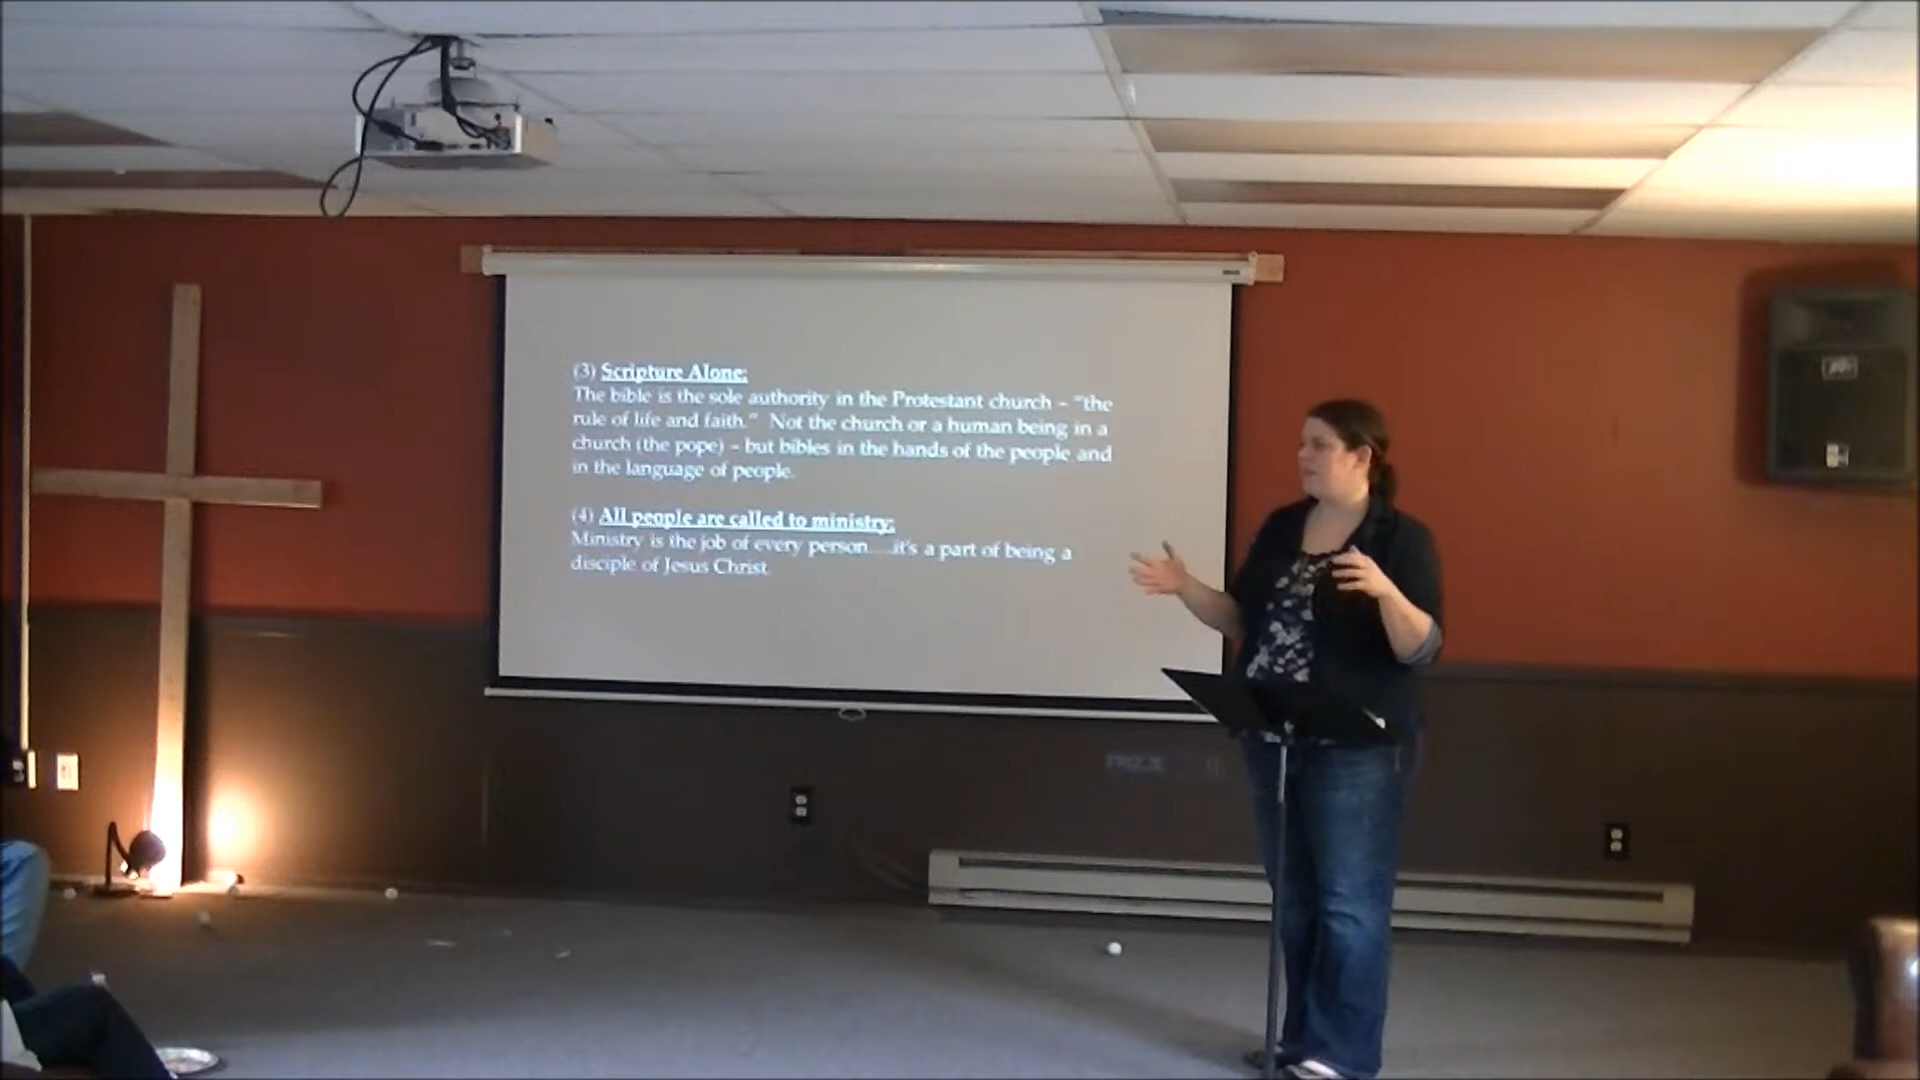 (3) Scripture Alone:
The bible is the sole authority in the Protestant church – "the
rule of life and faith." Not the church or a human being in a
church (the pope) – but bibles in the hands of the people and
in the language of people.
(4) All people are called to ministry:
Ministry is the job of every person....it's a part of being a
disciple of Jesus Christ.
FREEZE